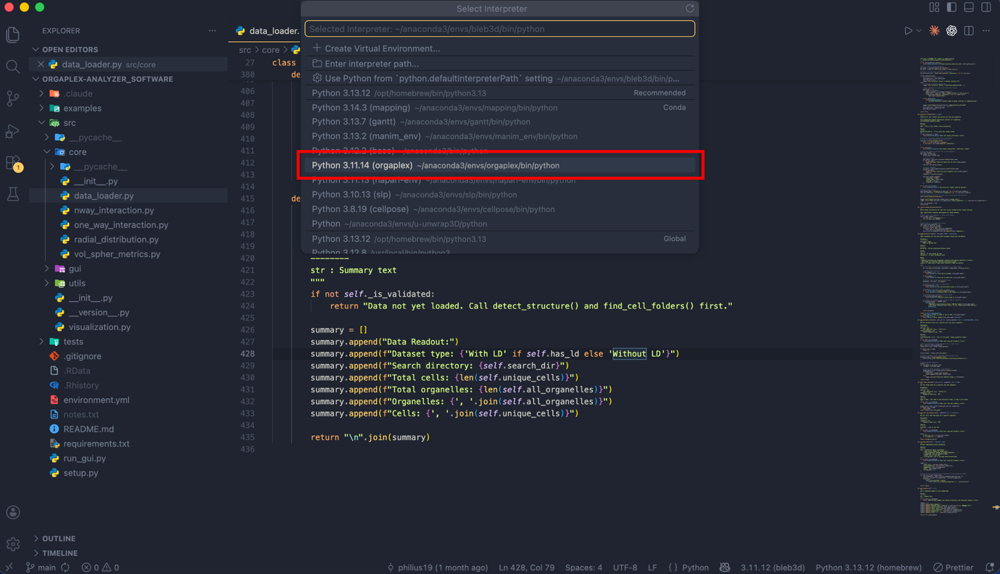 Select Interpreter
EXPLORER
data_loader.
Selected Interpreter: ~/anaconda3/envs/bleb3d/bin/python
OPEN EDITORS
data_loader.py src/core
ORGAPLEX-ANALYZER_SOFTWARE
.claude
examples
src
__pycache__
core
__pycache__
__init__.py
data_loader.py
nway_interaction.py
one_way_interaction.py
radial_distribution.py
vol_spher_metrics.py
gui
utils
__init__.py
__version__.py
visualization.py
tests
.gitignore
.RData
.Rhistory
environment.yml
notes.txt
README.md
requirements.txt
run_gui.py
setup.py
OUTLINE
TIMELINE
src > core >
Create Virtual Environment...
Enter interpreter path...
Use Python from `python.defaultInterpreterPath` setting ~/anaconda3/envs/bleb3d/bin/p...
Python 3.13.12 /opt/homebrew/bin/python3.13 Recommended
Python 3.14.3 (mapping) ~/anaconda3/envs/mapping/bin/python Conda
Python 3.13.7 (gantt) ~/anaconda3/envs/gantt/bin/python
Python 3.13.2 (manim_env) ~/anaconda3/envs/manim_env/bin/python
Python 3.12.2 (base) ~/anaconda3/bin/python
Python 3.11.14 (orgaplex) ~/anaconda3/envs/orgaplex/bin/python
Python 3.11.13 (napari-env) ~/anaconda3/envs/napari-env/bin/python
Python 3.10.13 (slp) ~/anaconda3/envs/slp/bin/python
Python 3.8.19 (cellpose) ~/anaconda3/envs/cellpose/bin/python
Python ~/anaconda3/envs/u-unwrap3D/python
Python 3.13.12 /opt/homebrew/bin/python3.13 Global
Python 3.12.8 /usr/local/bin/python3
27 class
380 de
406
407
408
409
410
411
412
413
414
415 de
416
417
418
419
420 --------
421 str : Summary text
422 """
423 if not self._is_validated:
424 return "Data not yet loaded. Call detect_structure() and find_cell_folders() first."
425
426 summary = []
427 summary.append("Data Readout:")
428 summary.append(f"Dataset type: {'With LD' if self.has_ld else 'Without LD'}")
429 summary.append(f"Search directory: {self.search_dir}")
430 summary.append(f"Total cells: {len(self.unique_cells)}")
431 summary.append(f"Total organelles: {len(self.all_organelles)}")
432 summary.append(f"Organelles: {', '.join(self.all_organelles)}")
433 summary.append(f"Cells: {', '.join(self.unique_cells)}")
434
435 return "\n".join(summary)
436
1
main
0 0
philius19 (1 month ago) Ln 428, Col 79 Spaces: 4 UTF-8 LF { } Python 3.11.12 (bleb3d) Python 3.13.12 (homebrew) Prettier